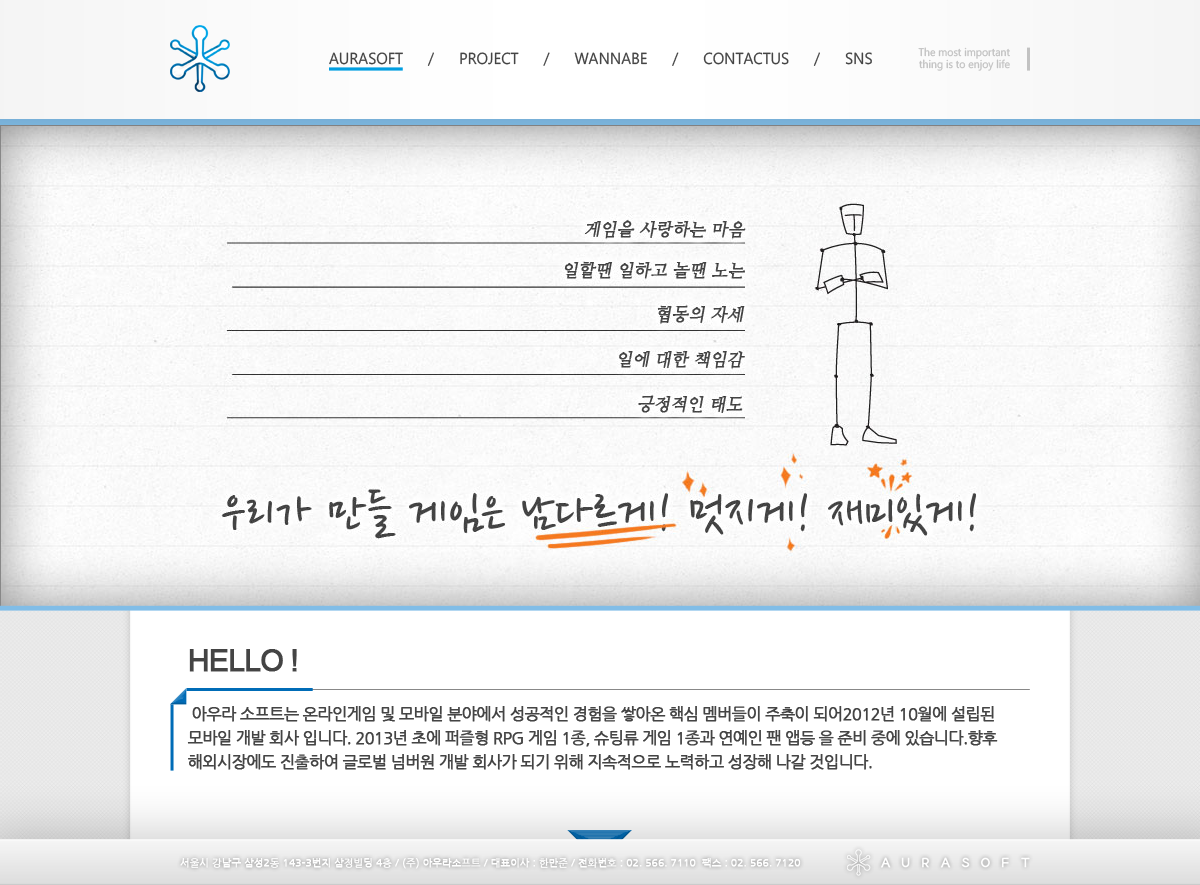 AURASOFT / PROJECT / WANNABE / CONTACTUS / SNS
The most important
thing is to enjoy life
게임을 사랑하는 마음
일할땐 일하고 놀땐 노는
협동의 자세
일에 대한 책임감
긍정적인 태도
우리가 만들 게임은 남다르게! 멋지게! 재미있게!
HELLO !
아우라 소프트는 온라인게임 및 모바일 분야에서 성공적인 경험을 쌓아온 핵심 멤버들이 주축이 되어2012년 10월에 설립된
모바일 개발 회사 입니다. 2013년 초에 퍼즐형 RPG 게임 1종, 슈팅류 게임 1종과 연예인 팬 앱등 을 준비 중에 있습니다.향후
해외시장에도 진출하여 글로벌 넘버원 개발 회사가 되기 위해 지속적으로 노력하고 성장해 나갈 것입니다.
서울시 강남구 삼성2동 143-3번지 삼정빌딩 4층 / (주) 아우라소프트 / 대표이사 : 한만준 / 전화번호 : 02. 566. 7110 팩스 : 02. 566. 7120
AURASOFT